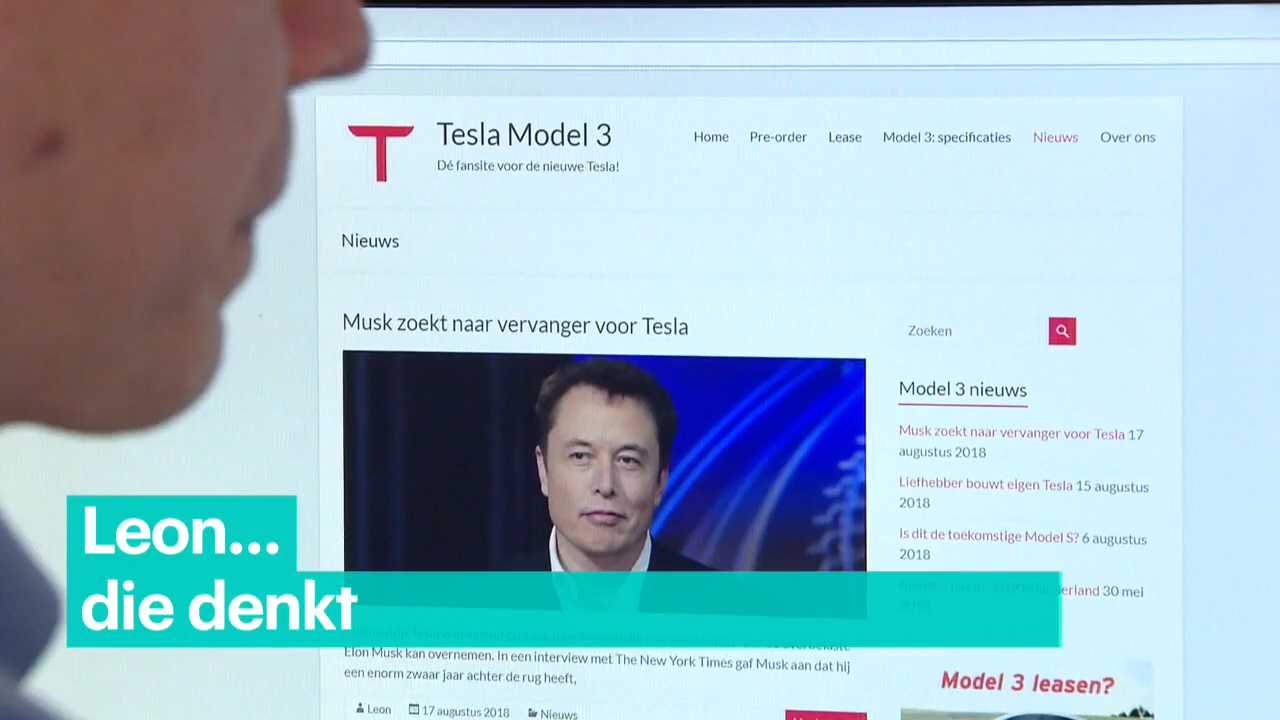 T
Tesla Model 3
Dé fansite voor de nieuwe Tesla!
Home Pre-order Lease Model 3: specificaties Nieuws Over ons
Nieuws
Musk zoekt naar vervanger voor Tesla
Zoeken
Model 3 nieuws
Musk zoekt naar vervanger voor Tesla 17
augustus 2018
Liefhebber bouwt eigen Tesla 15 augustus
2018
Is dit de toekomstige Model S? 6 augustus
2018
30 mei
2018
Leon...
die denkt
Elon Musk kan overnemen. In een interview met The New York Times gaf Musk aan dat hij
een enorm zwaar jaar achter de rug heeft,
Leon 17 augustus 2018 Nieuws
Model 3 leasen?